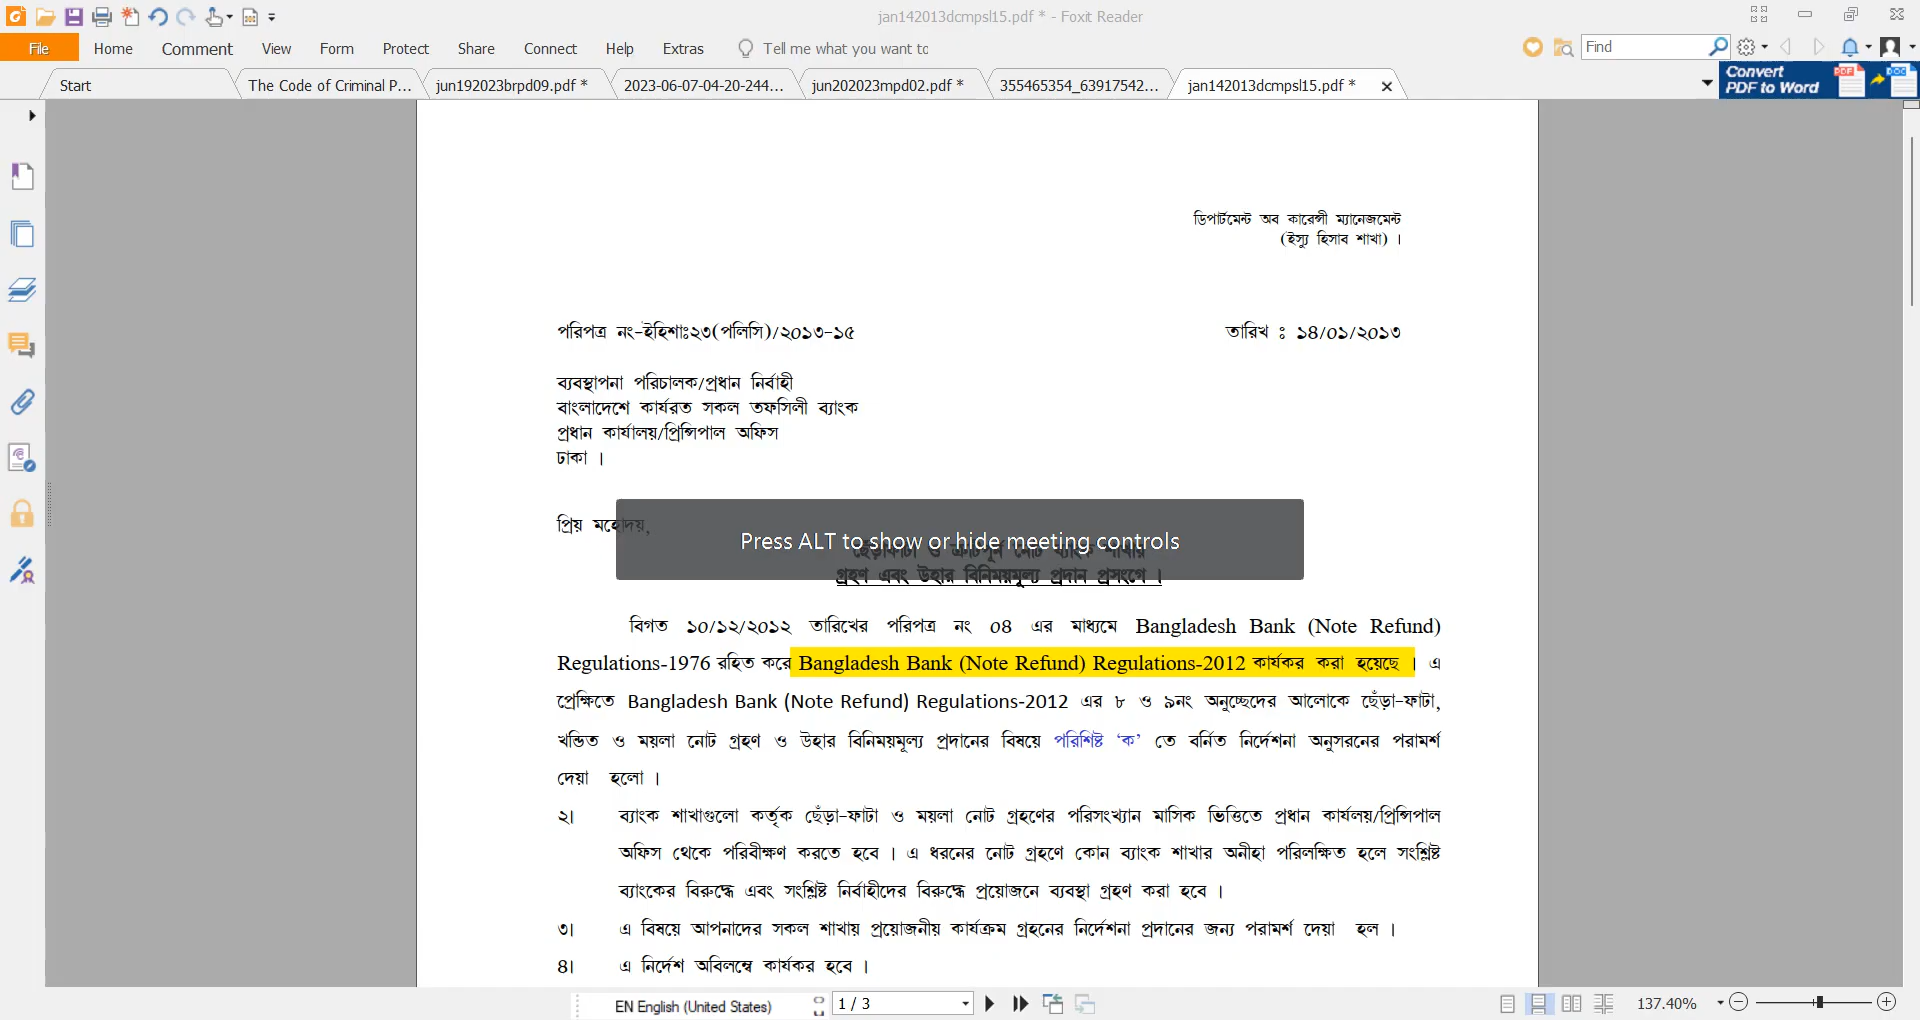 jan142013dcmpsl15.pdf * - Foxit Reader
File Home Comment View Form Protect Share Connect Help Extras Tell me what you want to Find
Start The Code of Criminal P... jun192023brpd09.pdf * 2023-06-07-04-20-244... jun202023mpd02.pdf * 355465354_63917542... jan142013dcmpsl15.pdf * Convert PDF to Word PDF DOC
ডিপার্টমেন্ট অব কারেন্সী ম্যানেজমেন্ট
(ইস্যু হিসাব শাখা) ।
পরিপত্র নং-ইহিশাঃ২৩(পলিসি)/২০১৩-১৫ তারিখ ঃ ১৪/০১/২০১৩
ব্যবস্থাপনা পরিচালক/প্রধান নির্বাহী
বাংলাদেশে কার্যরত সকল তফসিলী ব্যাংক
প্রধান কার্যালয়/প্রিন্সিপাল অফিস
ঢাকা ।
প্রিয় মহোদয়,
Press ALT to show or hide meeting controls
ছেঁড়াফাটা ও ত্রুটিপূর্ন নোট ব্যাংক শাখায়
গ্রহণ এবং উহার বিনিময়মূল্য প্রদান প্রসংগে ।
বিগত ১০/১২/২০১২ তারিখের পরিপত্র নং ০৪ এর মাধ্যমে Bangladesh Bank (Note Refund)
Regulations-1976 রহিত করে Bangladesh Bank (Note Refund) Regulations-2012 কার্যকর করা হয়েছে । এ
প্রেক্ষিতে Bangladesh Bank (Note Refund) Regulations-2012 এর ৮ ও ৯নং অনুচ্ছেদের আলোকে ছেঁড়া-ফাটা,
খন্ডিত ও ময়লা নোট গ্রহণ ও উহার বিনিময়মূল্য প্রদানের বিষয়ে পরিশিষ্ট ‘ক’ তে বর্নিত নির্দেশনা অনুসরনের পরামর্শ
দেয়া হলো ।
২। ব্যাংক শাখাগুলো কর্তৃক ছেঁড়া-ফাটা ও ময়লা নোট গ্রহণের পরিসংখ্যান মাসিক ভিত্তিতে প্রধান কার্যলয়/প্রিন্সিপাল
অফিস থেকে পরিবীক্ষণ করতে হবে । এ ধরনের নোট গ্রহণে কোন ব্যাংক শাখার অনীহা পরিলক্ষিত হলে সংশ্লিষ্ট
ব্যাংকের বিরুদ্ধে এবং সংশ্লিষ্ট নির্বাহীদের বিরুদ্ধে প্রয়োজনে ব্যবস্থা গ্রহণ করা হবে ।
৩। এ বিষয়ে আপনাদের সকল শাখায় প্রয়োজনীয় কার্যক্রম গ্রহনের নির্দেশনা প্রদানের জন্য পরামর্শ দেয়া হল ।
৪। এ নির্দেশ অবিলম্বে কার্যকর হবে ।
EN English (United States) 1 / 3 137.40%